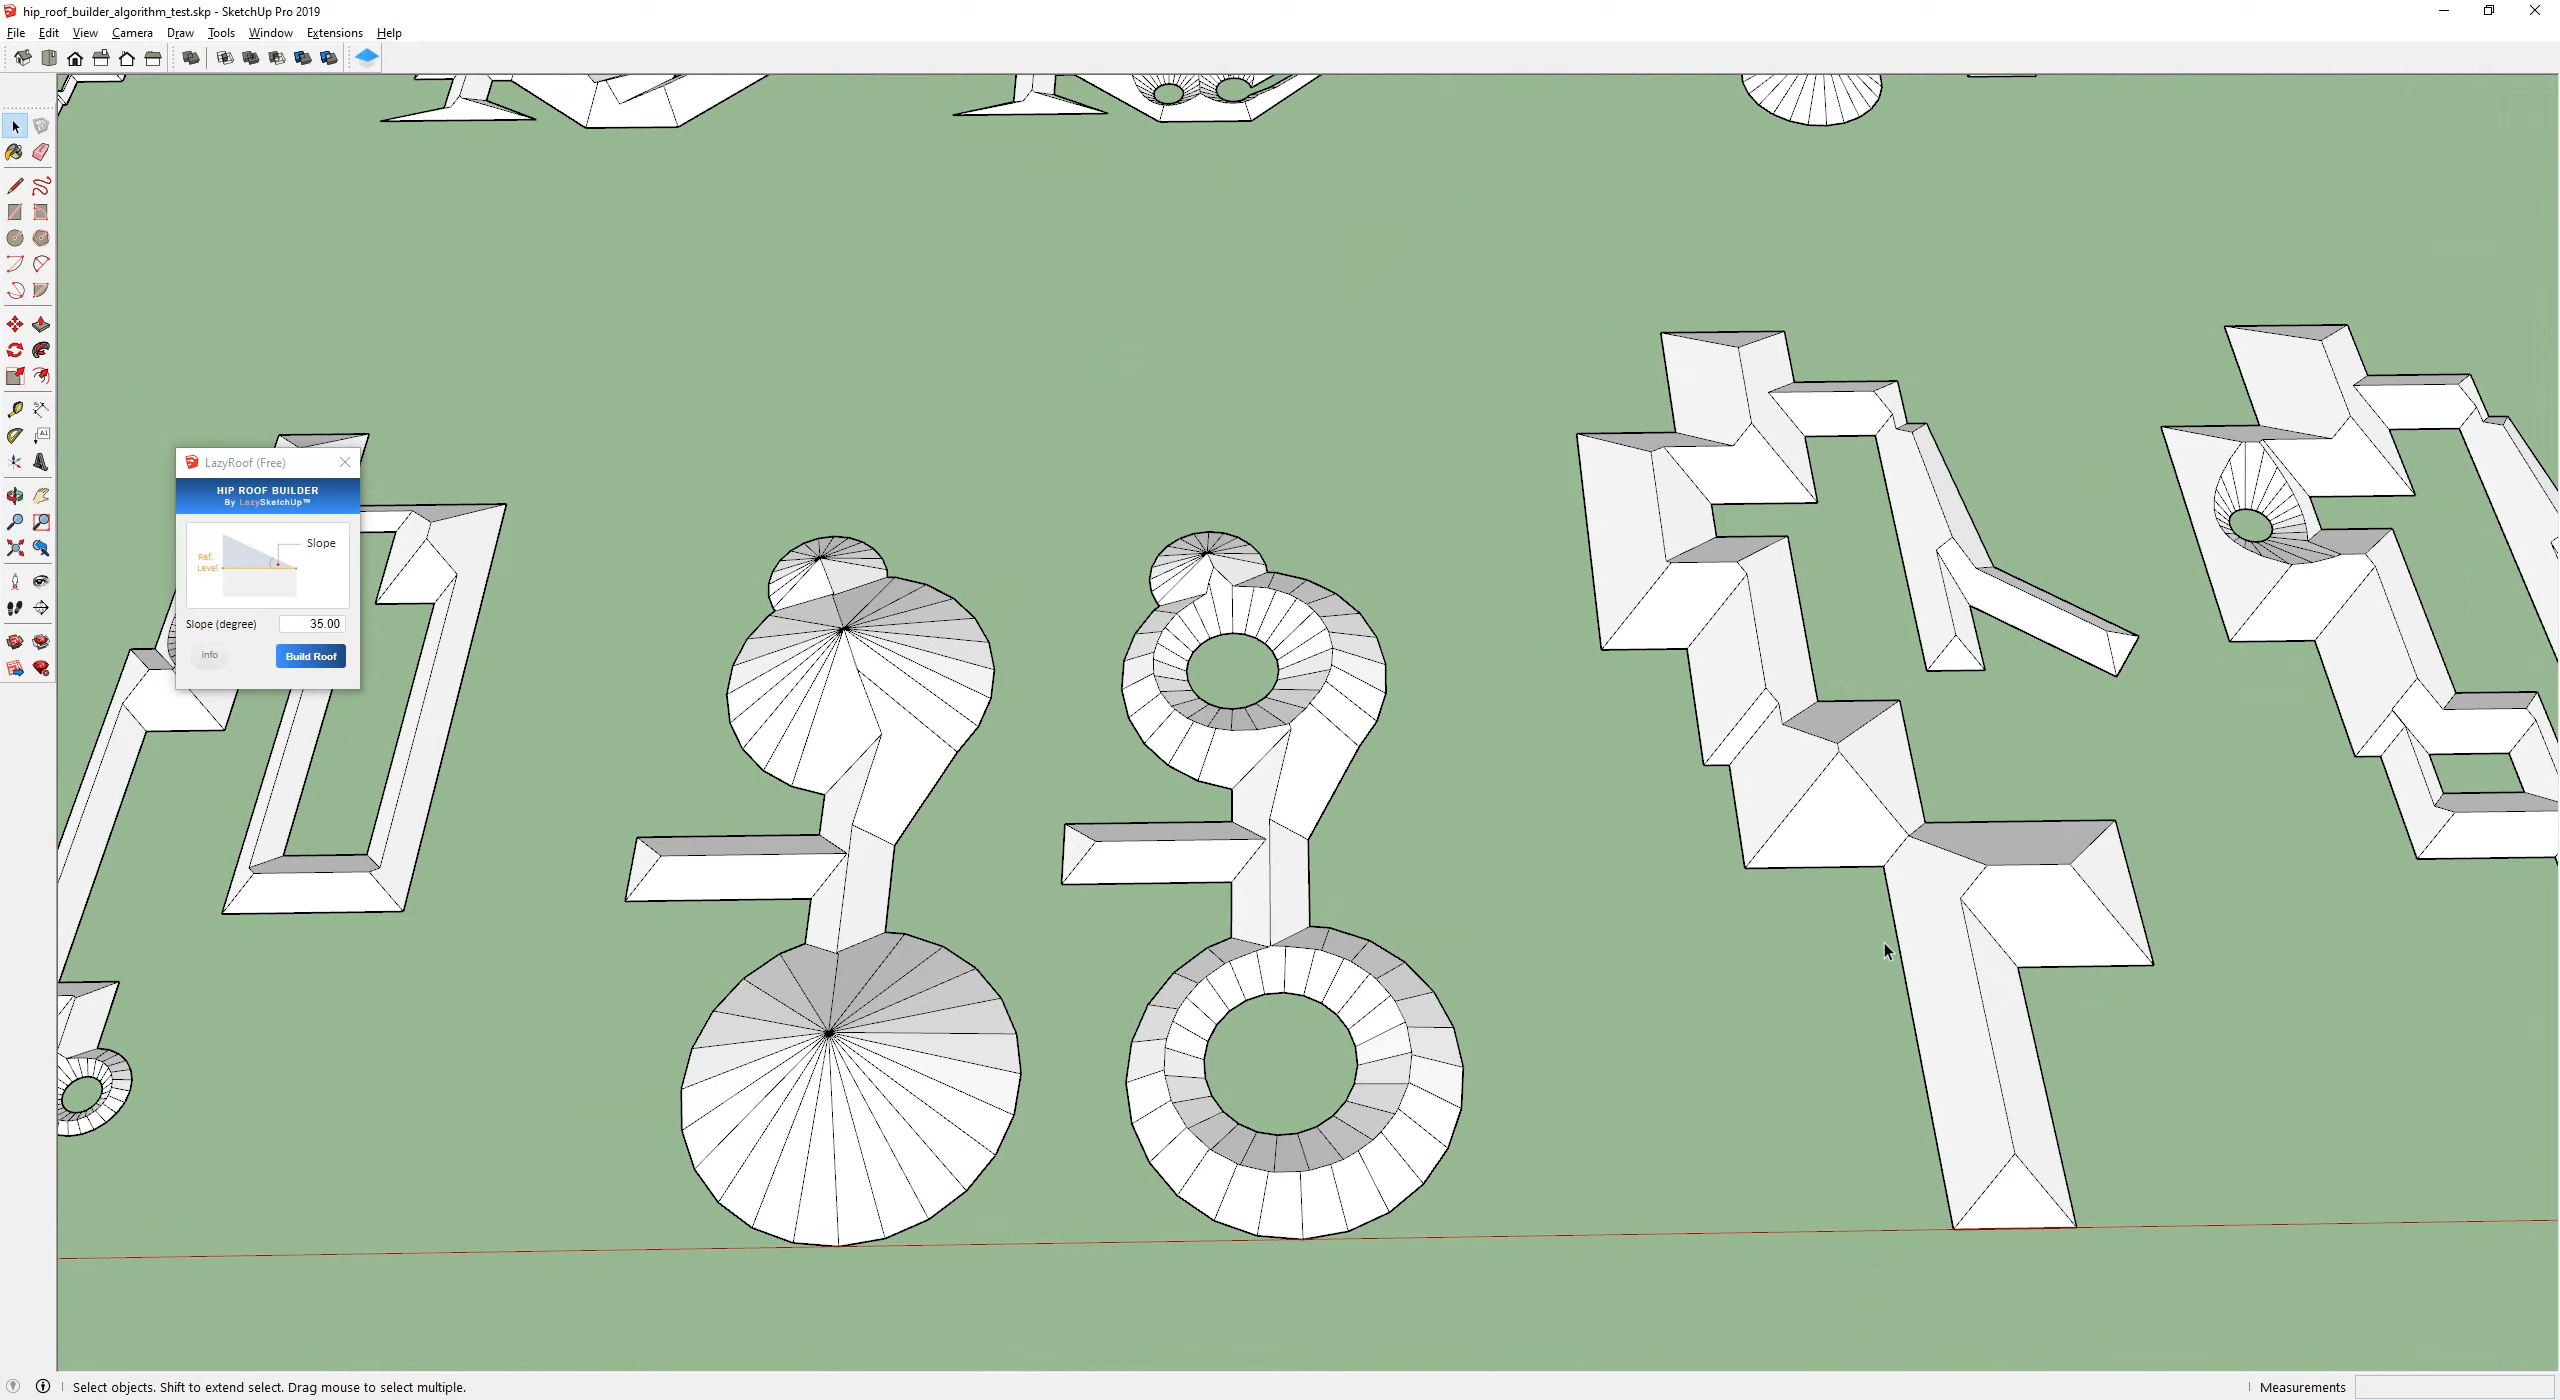 hip_roof_builder_algorithm_test.skp - SketchUp Pro 2019
File Edit View Camera Draw Tools Window Extensions Help
LazyRoof (Free)
HIP ROOF BUILDER
By LazySketchUp™
Slope
Ref.
Level
Slope (degree) 35.00
Info Build Roof
Select objects. Shift to extend select. Drag mouse to select multiple.
Measurements